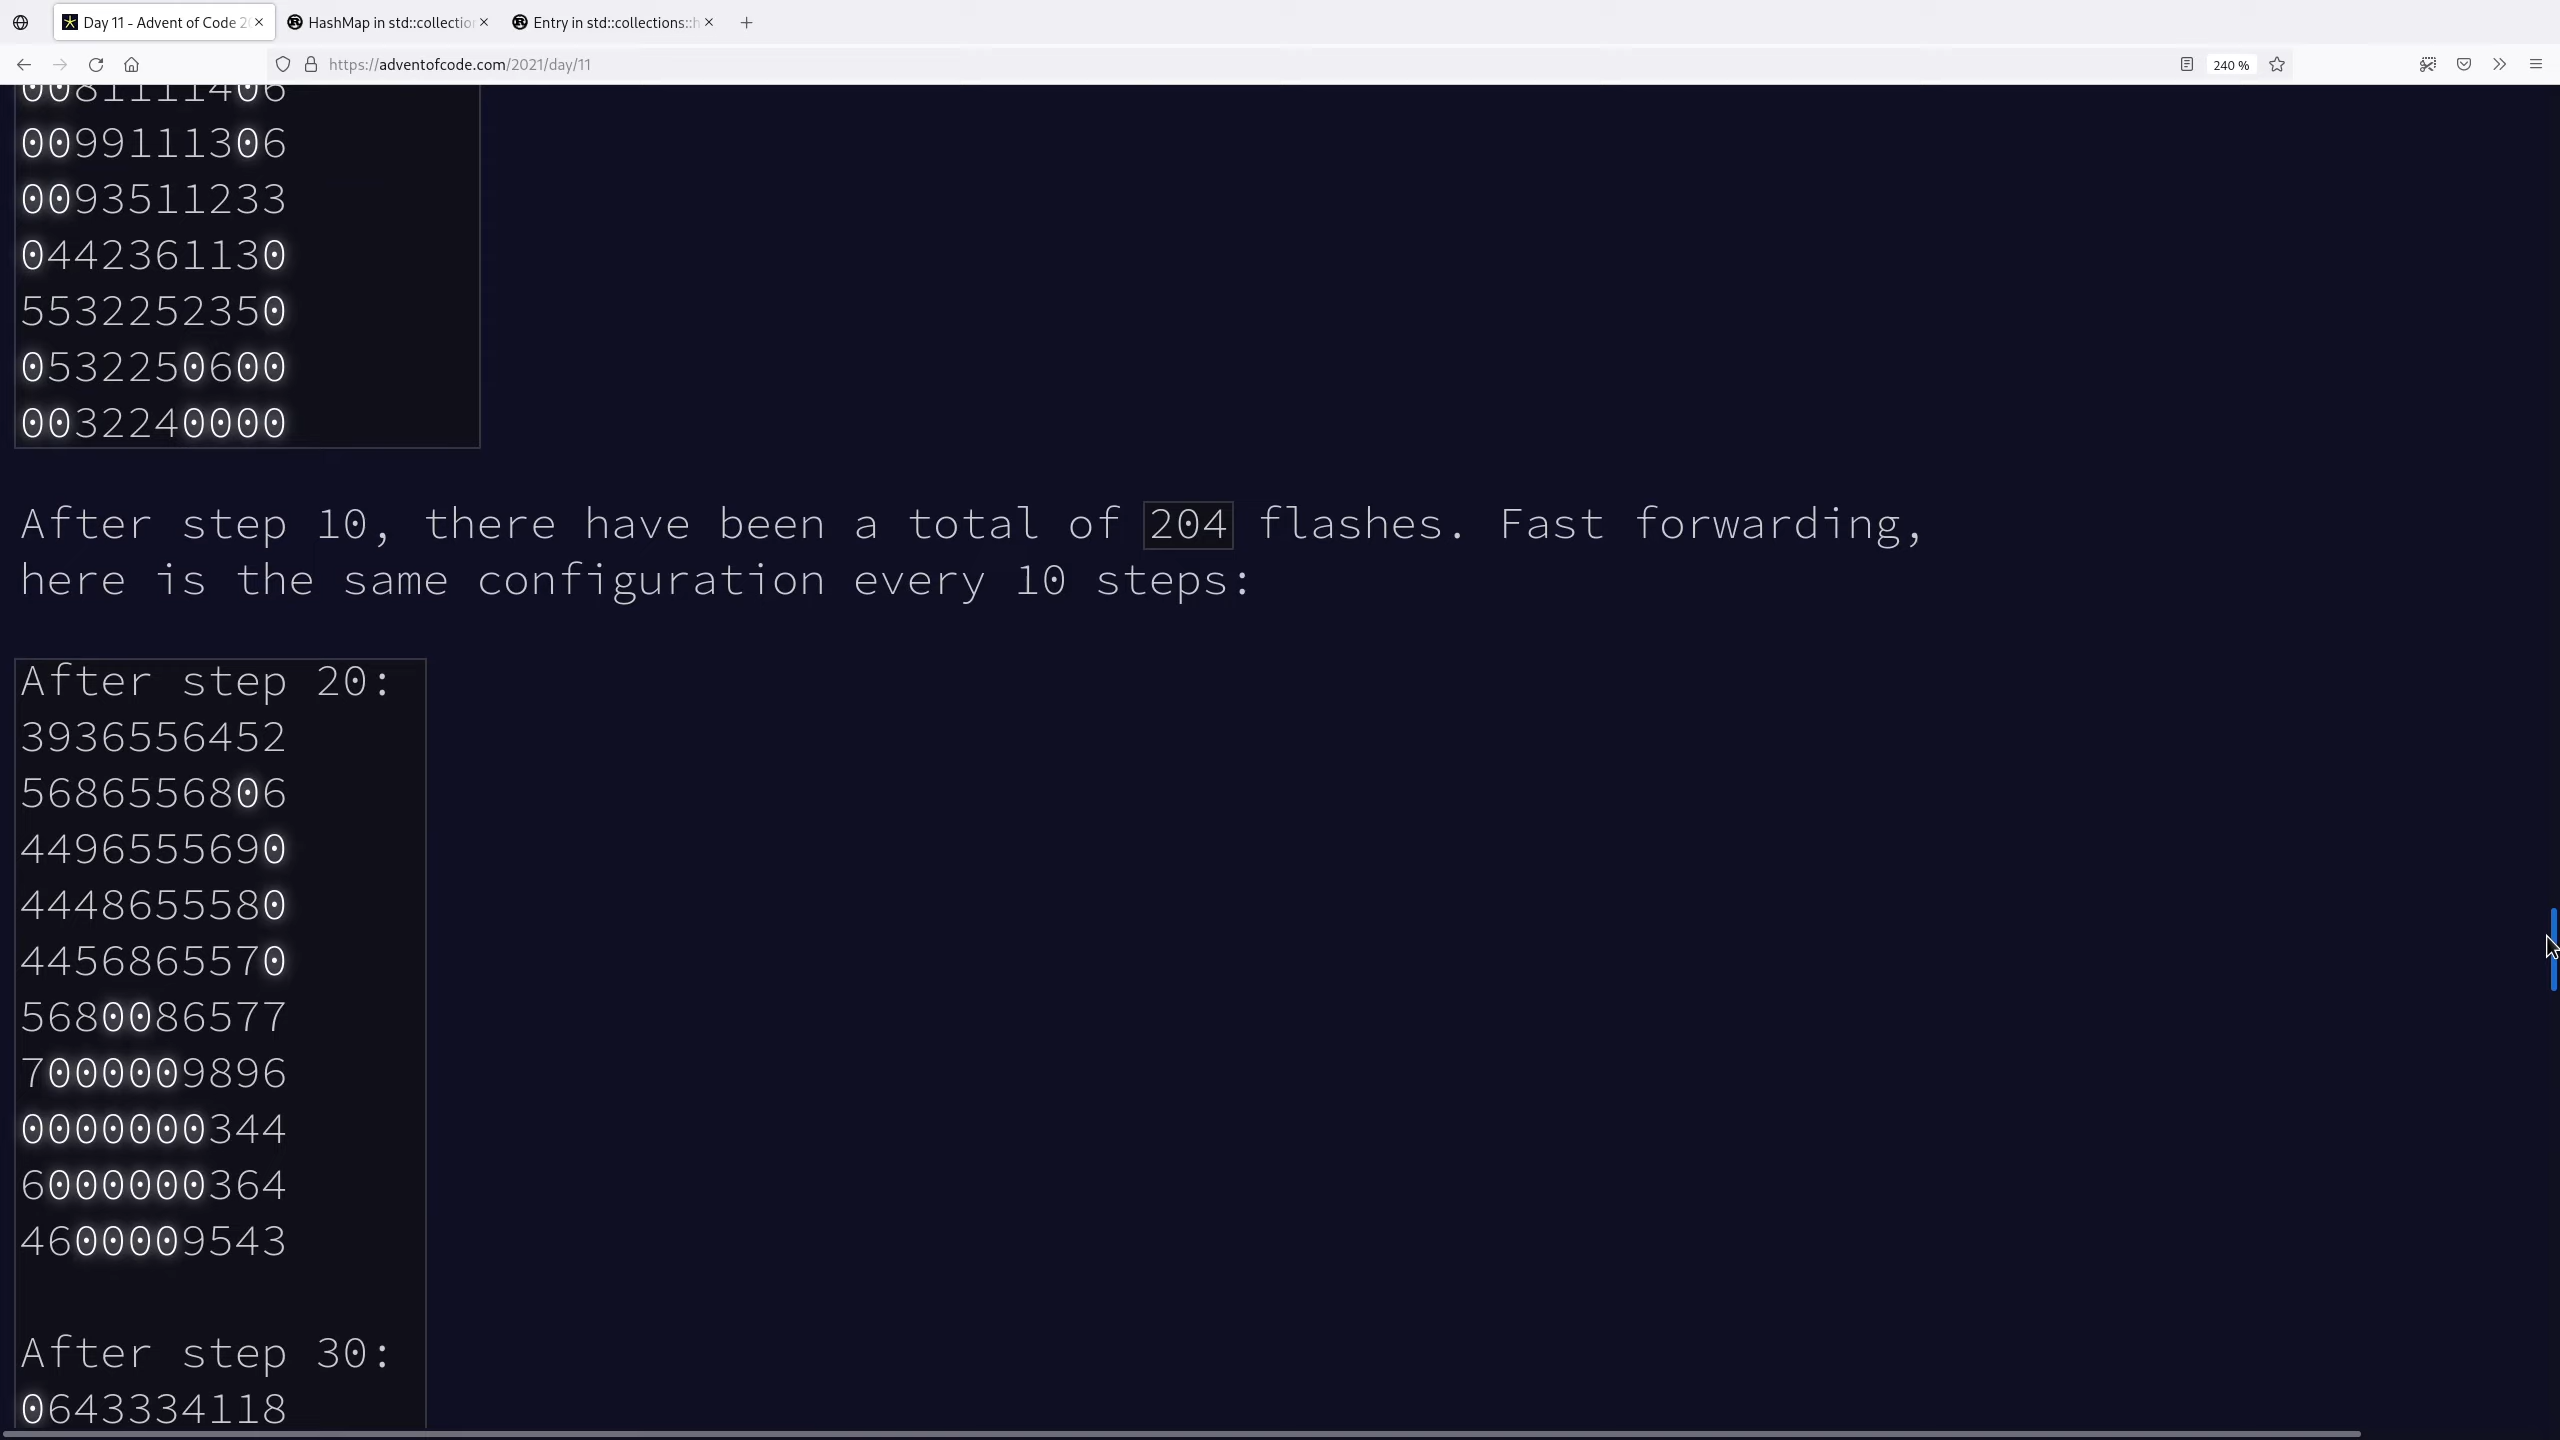 Day 11 - Advent of Code 20
HashMap in std::collection
Entry in std::collections::h
https://adventofcode.com/2021/day/11
240 %
0081111406
0099111306
0093511233
0442361130
5532252350
0532250600
0032240000
After step 10, there have been a total of 204 flashes. Fast forwarding,
here is the same configuration every 10 steps:
After step 20:
3936556452
5686556806
4496555690
4448655580
4456865570
5680086577
7000009896
0000000344
6000000364
4600009543
After step 30:
0643334118